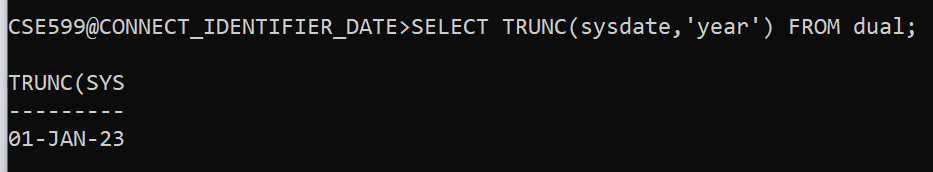 CSE599@CONNECT_IDENTIFIER_DATE>SELECT TRUNC(sysdate,'year') FROM dual;
TRUNC(SYS
---------
01-JAN-23